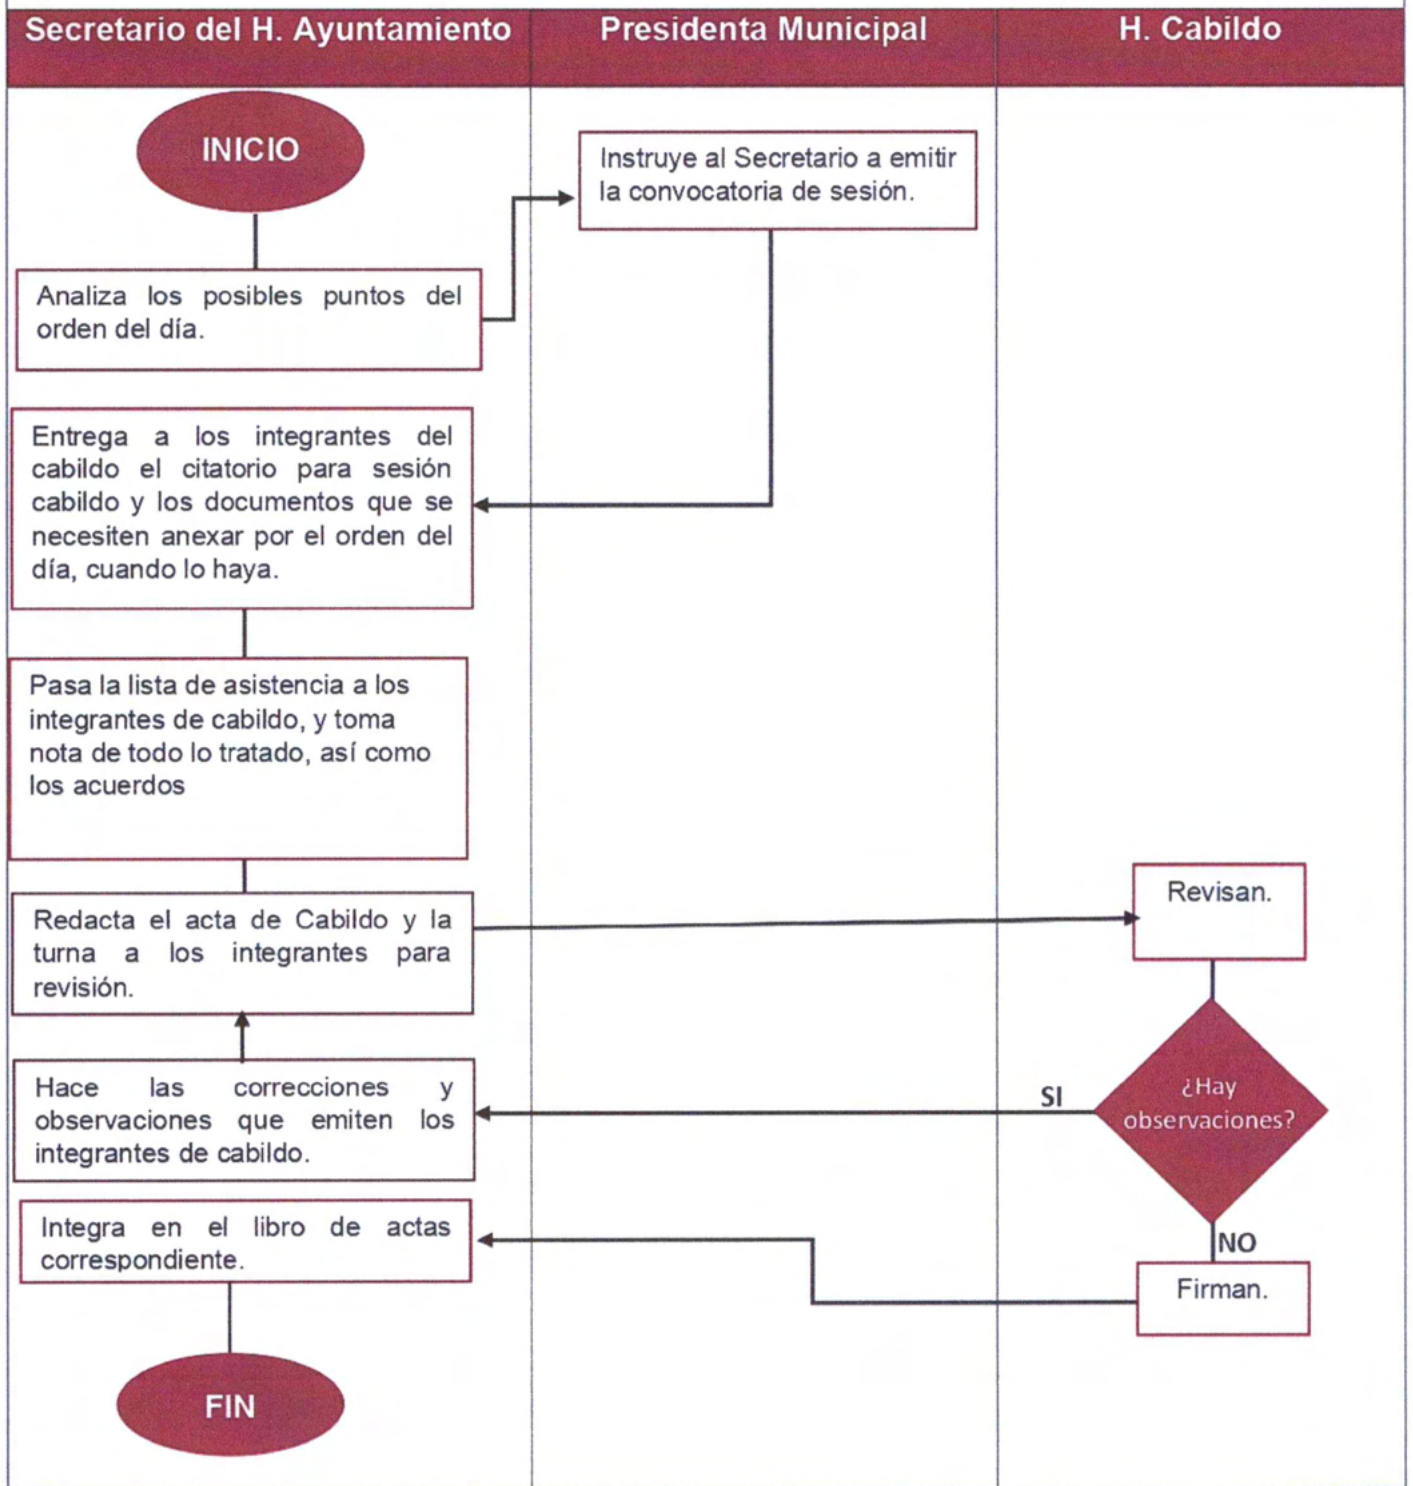 Secretario del H. Ayuntamiento
Presidenta Municipal
H. Cabildo
INICIO
Instruye al Secretario a emitir
la convocatoria de sesión.
Analiza los posibles puntos del
orden del día.
Entrega a los integrantes del
cabildo el citatorio para sesión
cabildo y los documentos que se
necesiten anexar por el orden del
día, cuando lo haya.
Pasa la lista de asistencia a los
integrantes de cabildo, y toma
nota de todo lo tratado, así como
los acuerdos
Redacta el acta de Cabildo y la
turna a los integrantes para
revisión.
Revisan.
¿Hay
observaciones?
SI
Hace las correcciones y
observaciones que emiten los
integrantes de cabildo.
NO
Firman.
Integra en el libro de actas
correspondiente.
FIN